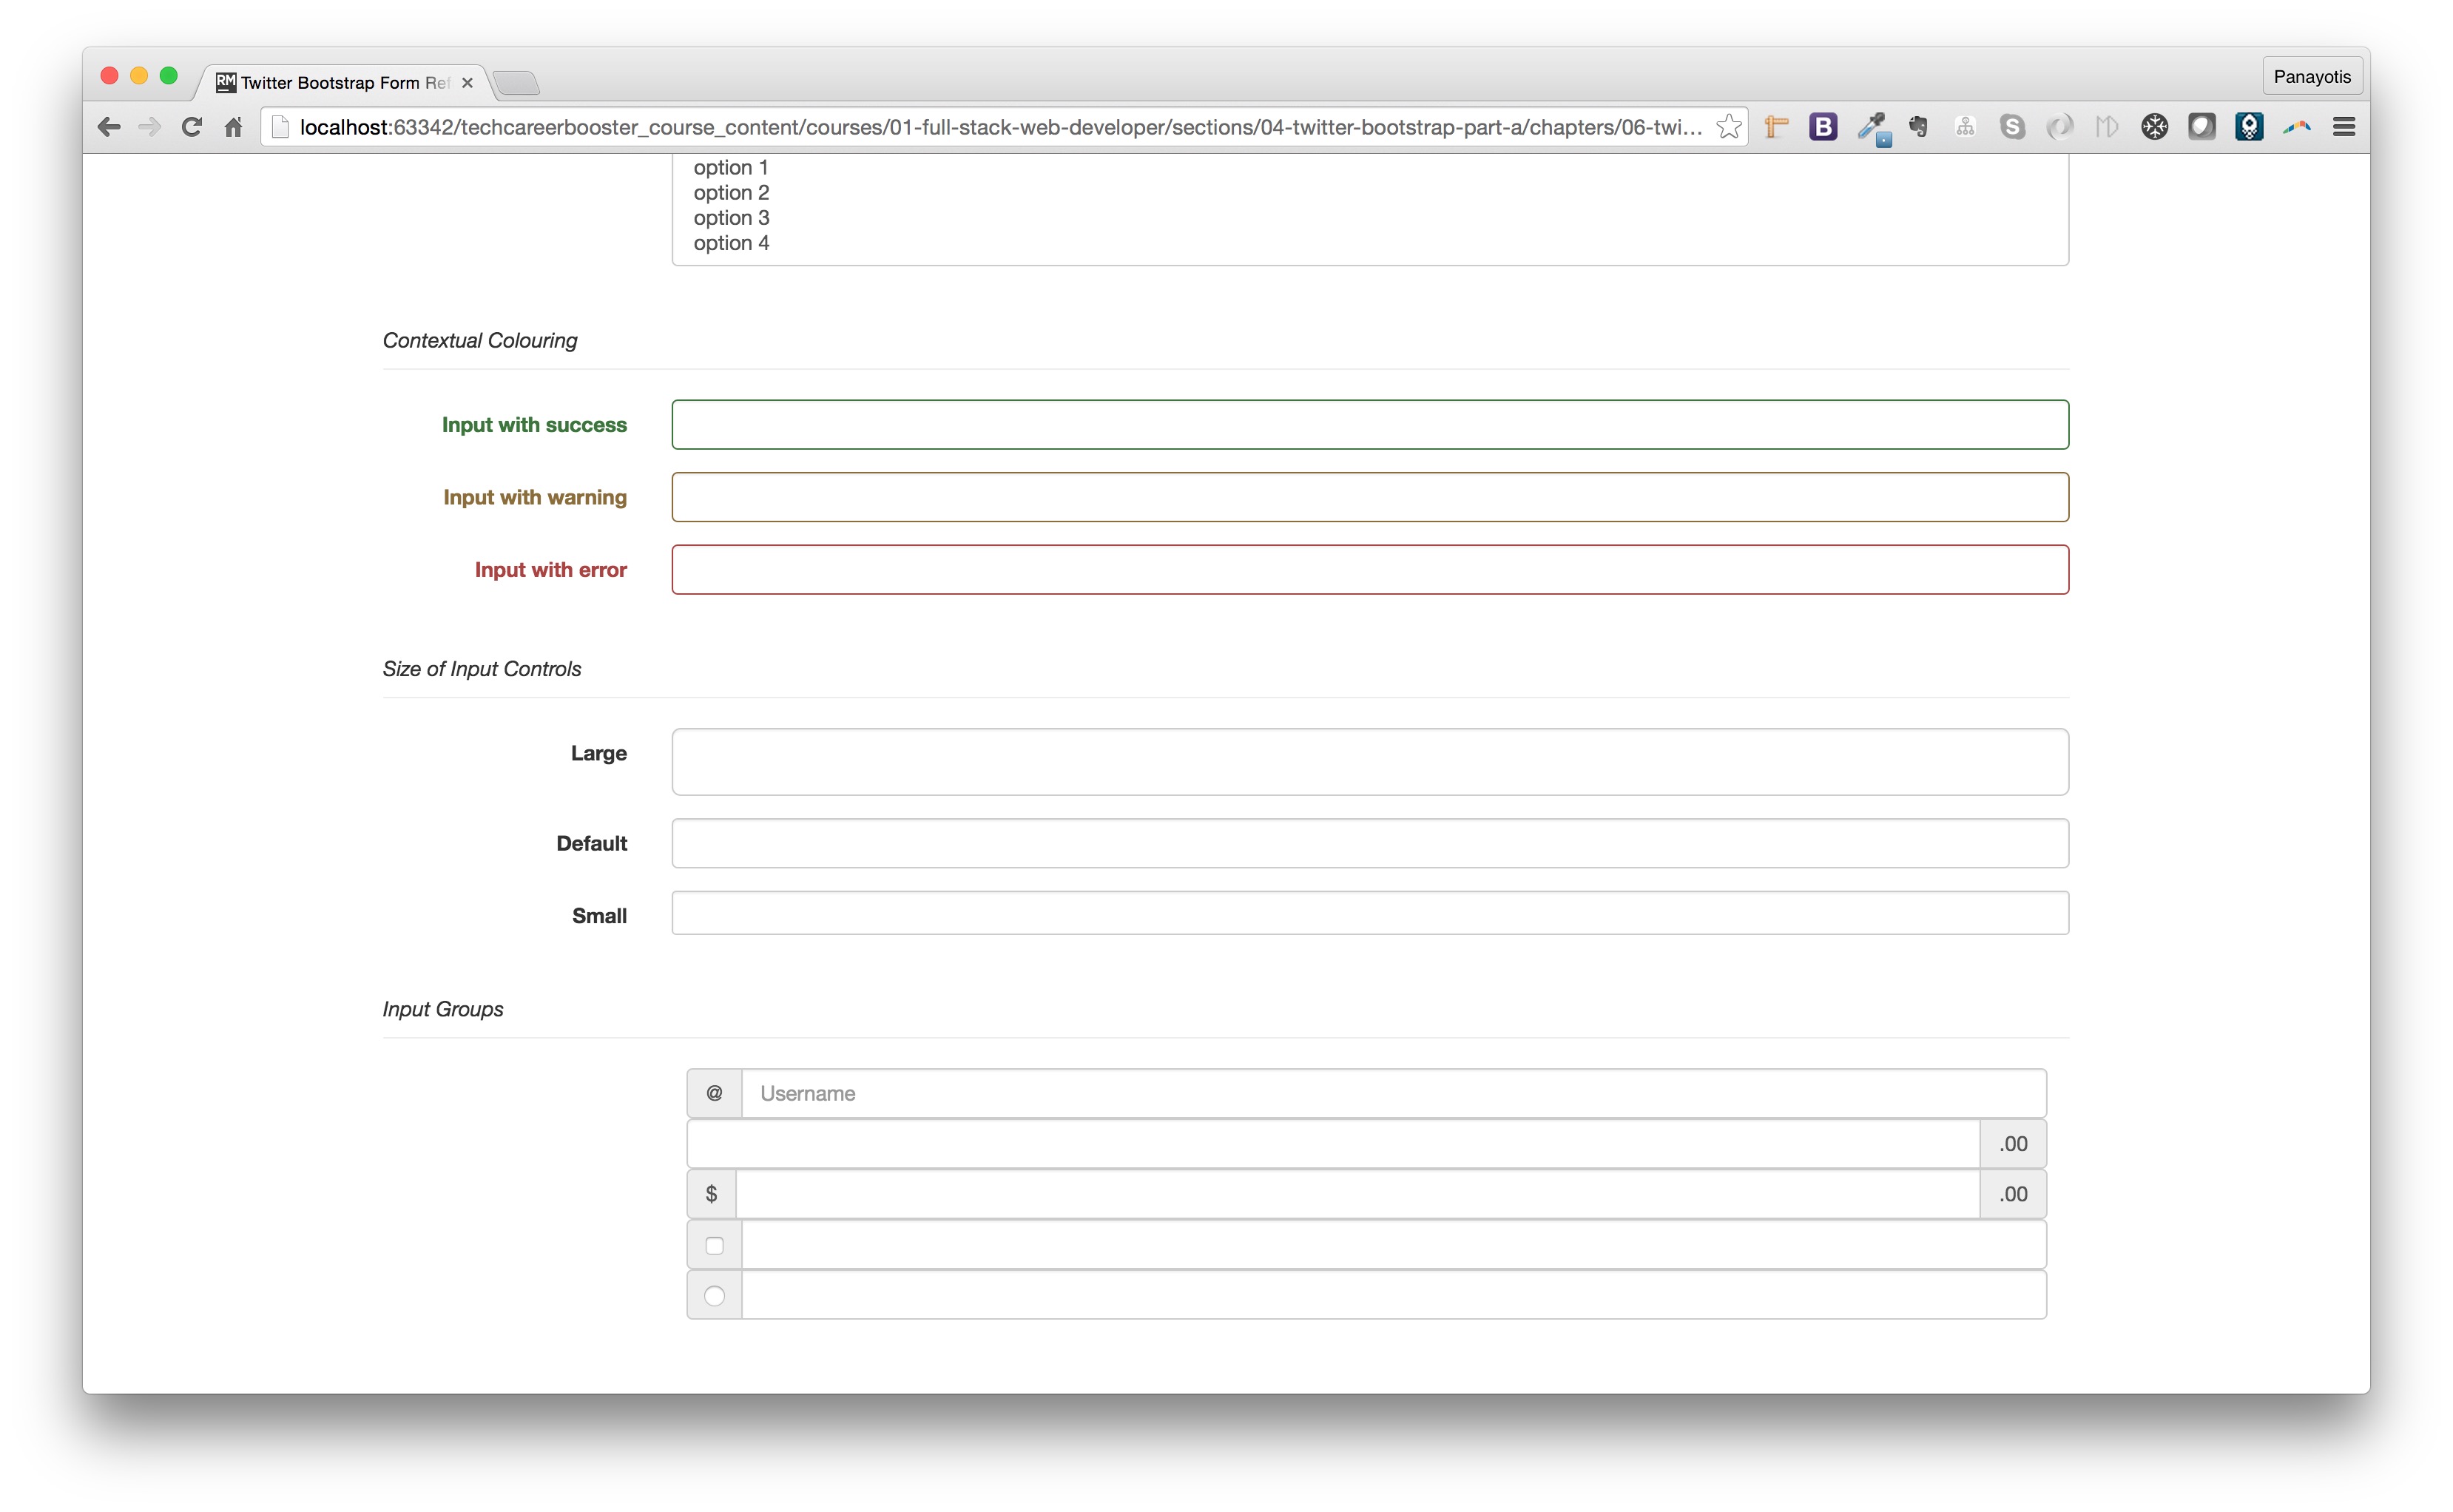 RM Twitter Bootstrap Form Ref
Panayotis
localhost:63342/techcareerbooster_course_content/courses/01-full-stack-web-developer/sections/04-twitter-bootstrap-part-a/chapters/06-twi...
option 1
option 2
option 3
option 4
Contextual Colouring
Input with success
Input with warning
Input with error
Size of Input Controls
Large
Default
Small
Input Groups
@ Username
.00
$ .00